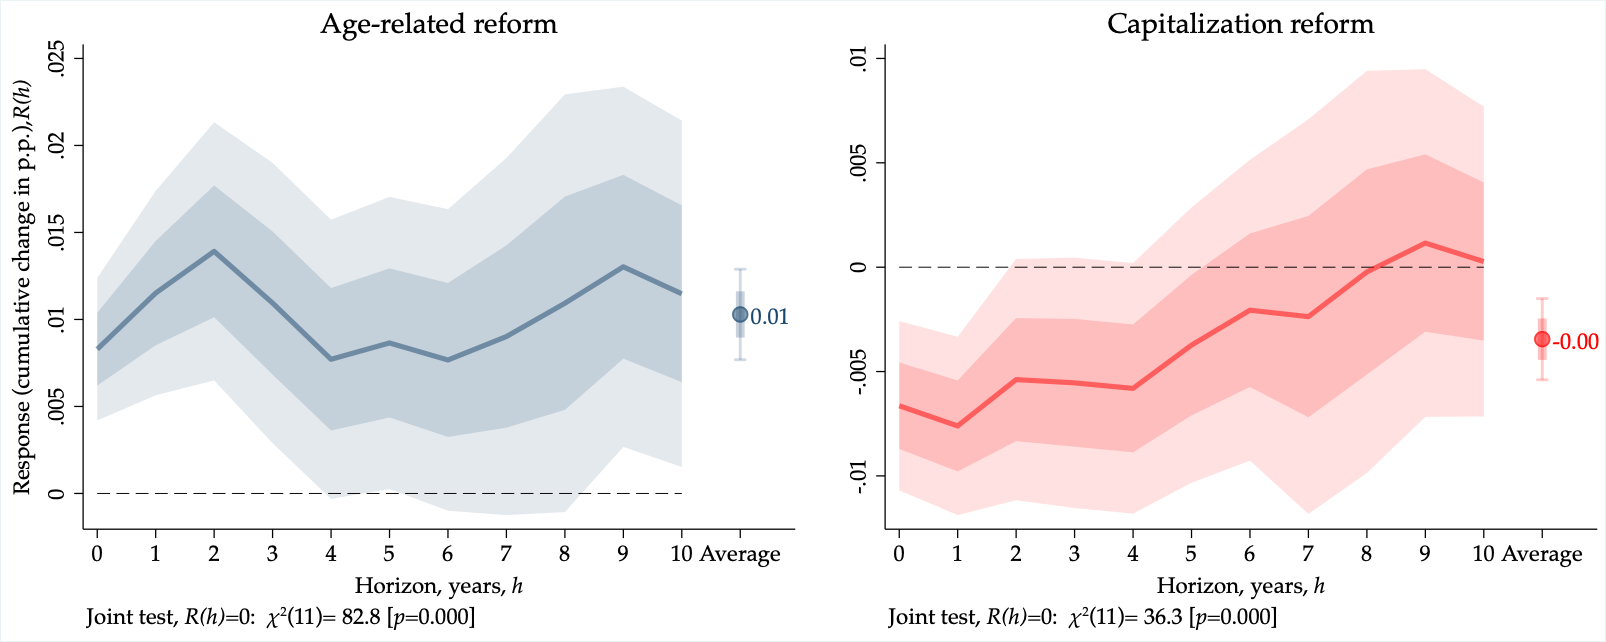 Age-related reform
Response (cumulative change in p.p.),R(h)
.025
.02
.015
.01
.005
0
0.01
0 1 2 3 4 5 6 7 8 9 10 Average
Horizon, years, h
Joint test, R(h)=0: χ²(11)= 82.8 [p=0.000]
Capitalization reform
.01
.005
0
-.005
-.01
-0.00
0 1 2 3 4 5 6 7 8 9 10 Average
Horizon, years, h
Joint test, R(h)=0: χ²(11)= 36.3 [p=0.000]